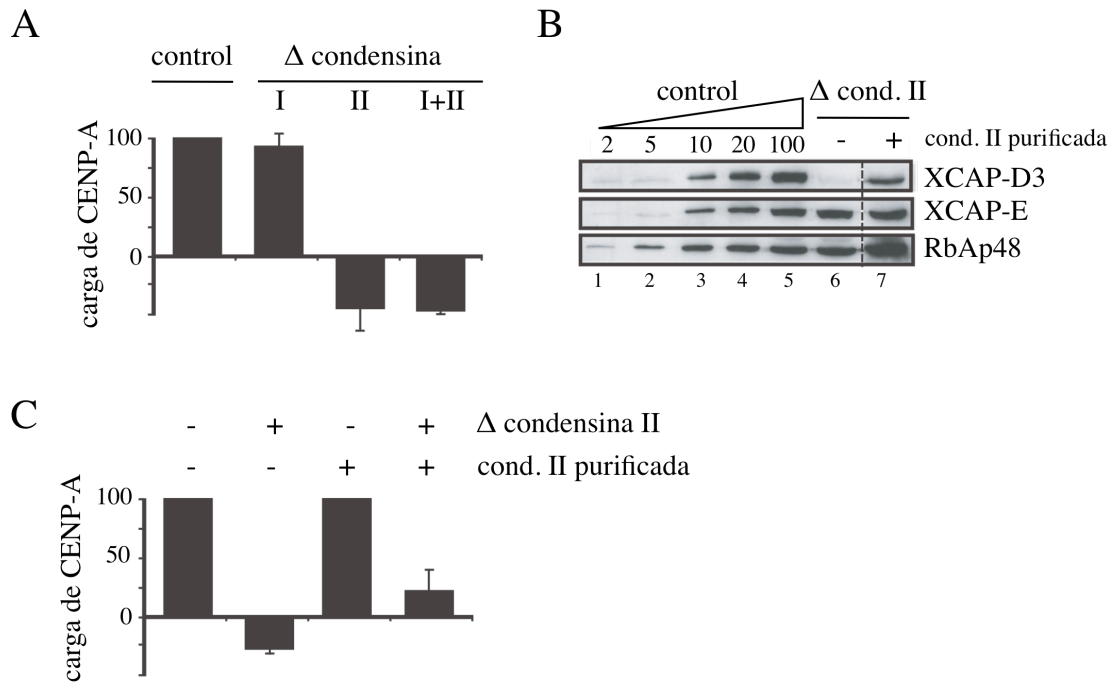 A
control Δ condensina
I II I+II
carga de CENP-A
100
50
0
B
control Δ cond. II
2 5 10 20 100 - + cond. II purificada
XCAP-D3
XCAP-E
RbAp48
1 2 3 4 5 6 7
C
- + - + Δ condensina II
- - + + cond. II purificada
carga de CENP-A
100
50
0